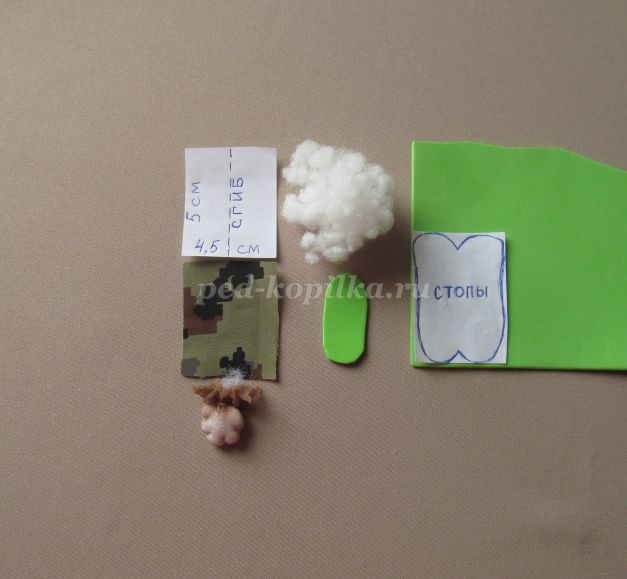 5 см
сгиб
4,5 см
стопы
ped-kopilka.ru